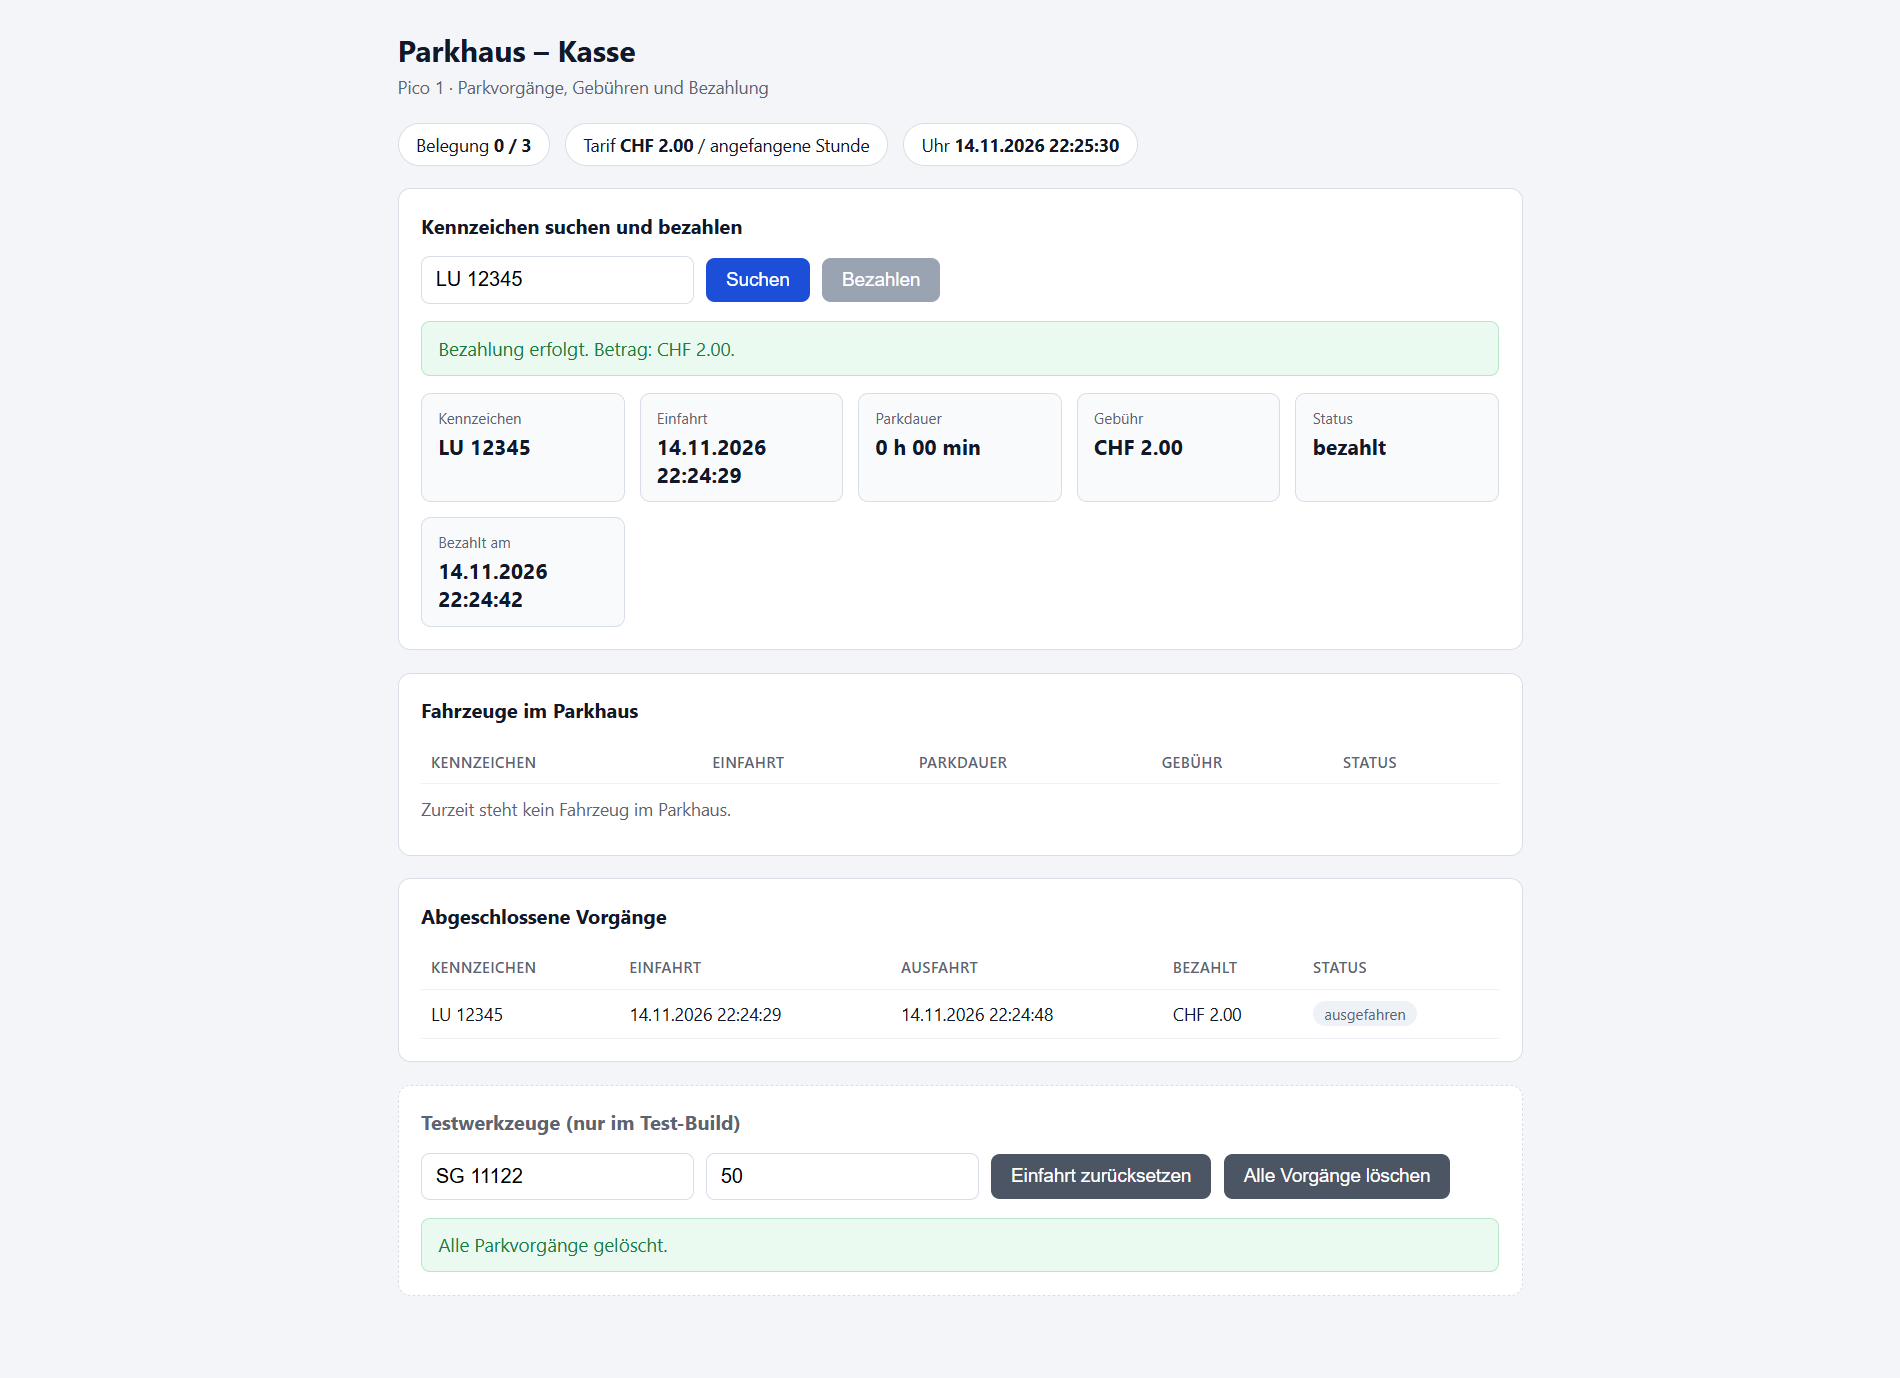 Parkhaus – Kasse
Pico 1 · Parkvorgänge, Gebühren und Bezahlung
Belegung 0 / 3
Tarif CHF 2.00 / angefangene Stunde
Uhr 14.11.2026 22:25:30
Kennzeichen suchen und bezahlen
LU 12345
Suchen
Bezahlen
Bezahlung erfolgt. Betrag: CHF 2.00.
Kennzeichen
LU 12345
Einfahrt
14.11.2026
22:24:29
Parkdauer
0 h 00 min
Gebühr
CHF 2.00
Status
bezahlt
Bezahlt am
14.11.2026
22:24:42
Fahrzeuge im Parkhaus
KENNZEICHEN EINFAHRT PARKDAUER GEBÜHR STATUS
Zurzeit steht kein Fahrzeug im Parkhaus.
Abgeschlossene Vorgänge
KENNZEICHEN EINFAHRT AUSFAHRT BEZAHLT STATUS
LU 12345 14.11.2026 22:24:29 14.11.2026 22:24:48 CHF 2.00 ausgefahren
Testwerkzeuge (nur im Test-Build)
SG 11122
50
Einfahrt zurücksetzen
Alle Vorgänge löschen
Alle Parkvorgänge gelöscht.